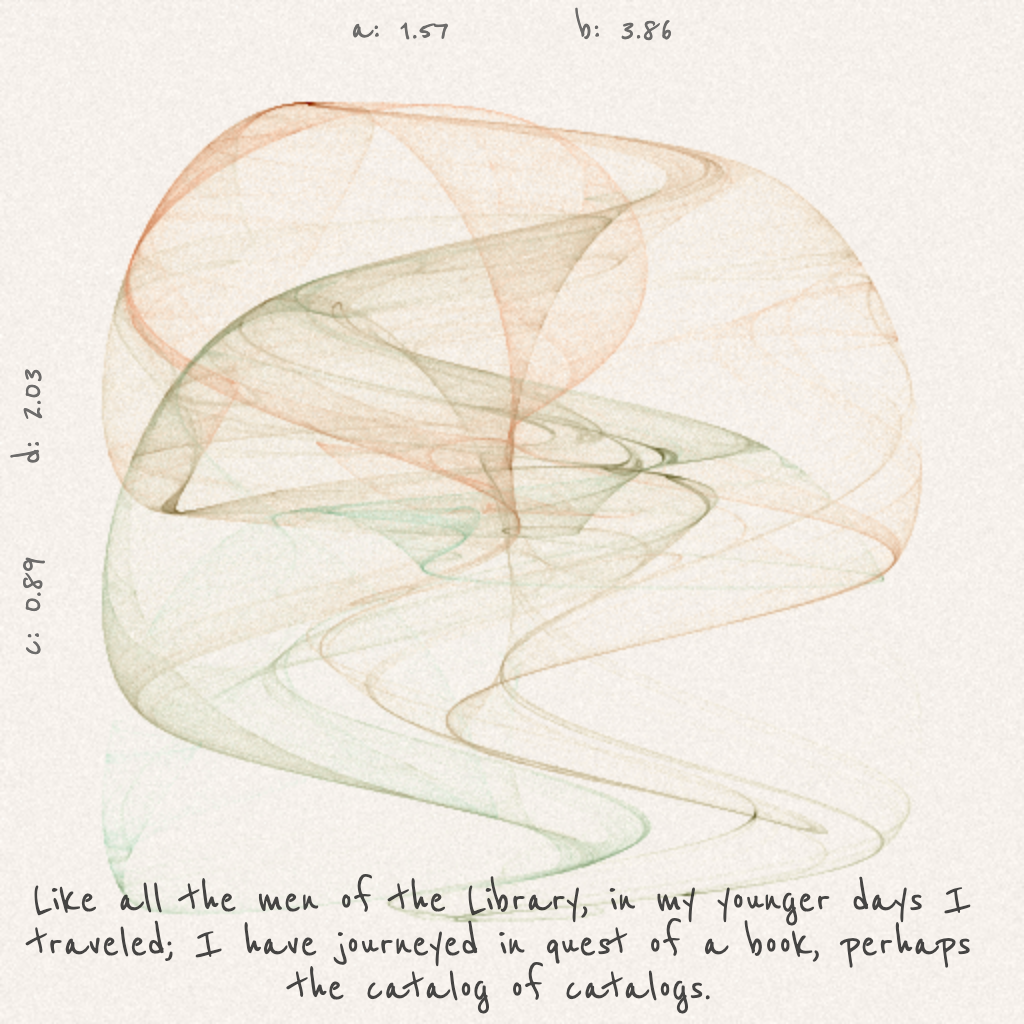 a: 1.57 b: 3.86
d: 2.03
c: 0.89
Like all the men of the Library, in my younger days I
traveled; I have journeyed in quest of a book, perhaps
the catalog of catalogs.